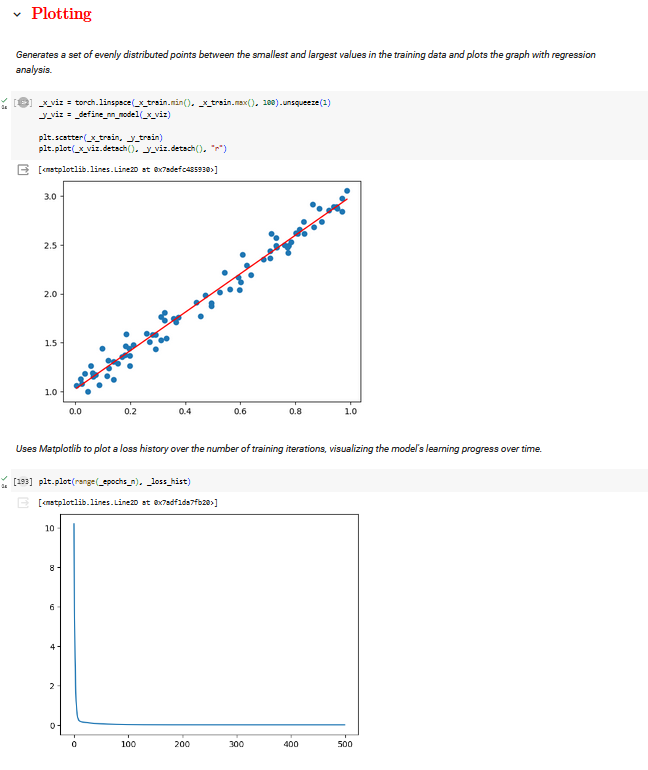 Plotting
Generates a set of evenly distributed points between the smallest and largest values in the training data and plots the graph with regression
analysis.
_x_viz = torch.linspace(_x_train.min(), _x_train.max(), 100).unsqueeze(1)
_y_viz = _define_nn_model(_x_viz)
plt.scatter(_x_train, _y_train)
plt.plot(_x_viz.detach(), _y_viz.detach(), "r")
[<matplotlib.lines.Line2D at 0x7adefc485930>]
3.0
2.5
2.0
1.5
1.0
0.0 0.2 0.4 0.6 0.8 1.0
Uses Matplotlib to plot a loss history over the number of training iterations, visualizing the model's learning progress over time.
[193] plt.plot(range(_epochs_n), _loss_hist)
[<matplotlib.lines.Line2D at 0x7adf1da7fb20>]
10
8
6
4
2
0
0 100 200 300 400 500